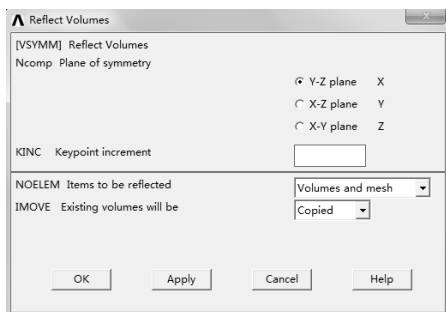 Reflect Volumes
[VSYMM] Reflect Volumes
Ncomp Plane of symmetry
Y-Z plane X
X-Z plane Y
X-Y plane Z
KINC Keypoint increment
NOELEM Items to be reflected Volumes and mesh
IMOVE Existing volumes will be Copied
OK Apply Cancel Help